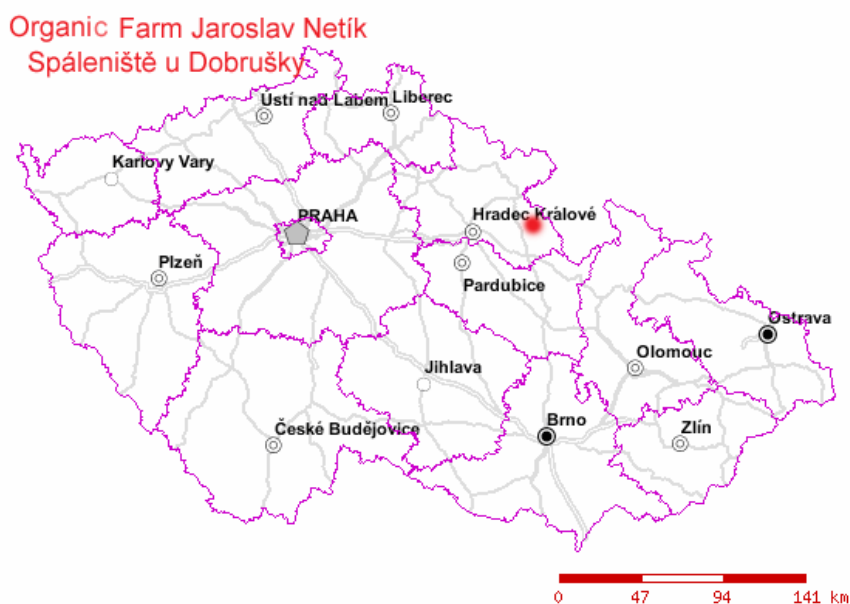 Organic Farm Jaroslav Netík
Spáleniště u Dobrušky
Ústí nad Labem
Liberec
Karlovy Vary
PRAHA
Hradec Králové
Plzeň
Pardubice
Ostrava
Olomouc
Jihlava
České Budějovice
Brno
Zlín
0 47 94 141 km